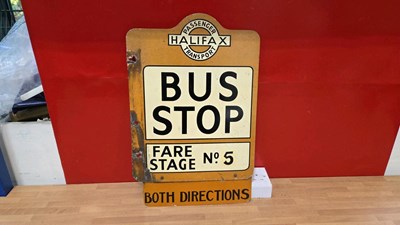 PASSENGER
HALIFAX
TRANSPORT
BUS
STOP
FARE
STAGE Nº 5
BOTH DIRECTIONS